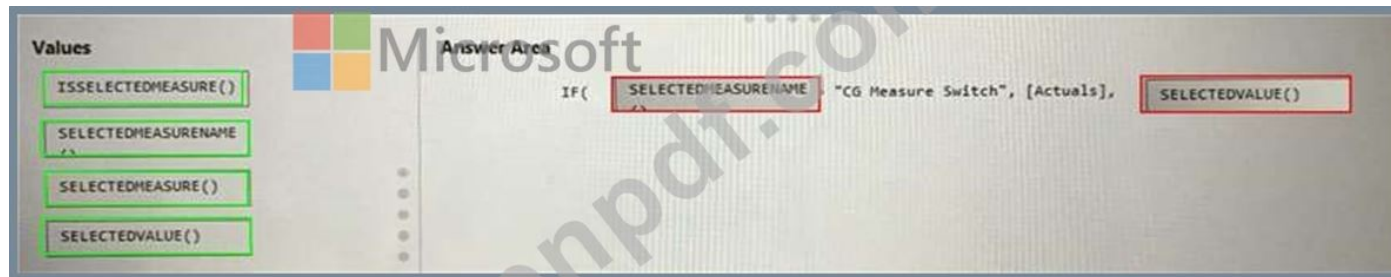 Microsoft
Values
Answer Area
ISSELECTEDMEASURE()
IF( SELECTEDMEASURENAME "CG Measure Switch", [Actuals], SELECTEDVALUE()
SELECTEDMEASURENAME
SELECTEDMEASURE()
SELECTEDVALUE()